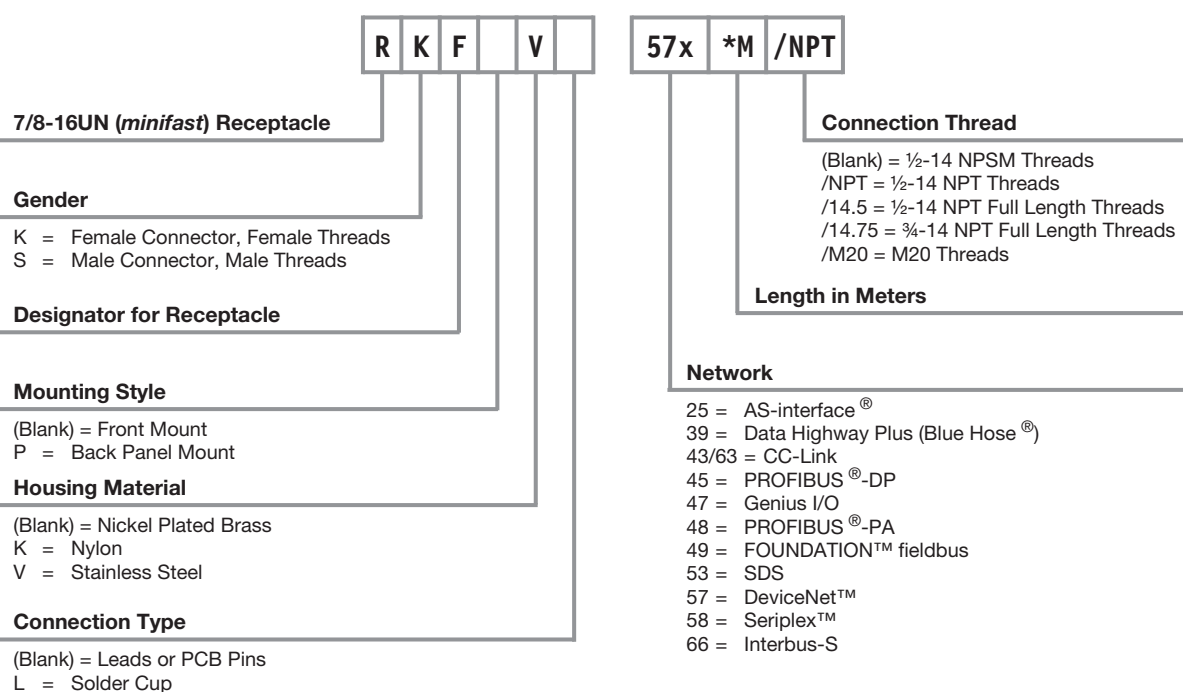 R K F V 57x *M /NPT
7/8-16UN (minifast) Receptacle
Gender
K = Female Connector, Female Threads
S = Male Connector, Male Threads
Designator for Receptacle
Mounting Style
(Blank) = Front Mount
P = Back Panel Mount
Housing Material
(Blank) = Nickel Plated Brass
K = Nylon
V = Stainless Steel
Connection Type
(Blank) = Leads or PCB Pins
L = Solder Cup
Connection Thread
(Blank) = ½-14 NPSM Threads
/NPT = ½-14 NPT Threads
/14.5 = ½-14 NPT Full Length Threads
/14.75 = ¾-14 NPT Full Length Threads
/M20 = M20 Threads
Length in Meters
Network
25 = AS-interface ®
39 = Data Highway Plus (Blue Hose ®)
43/63 = CC-Link
45 = PROFIBUS ®-DP
47 = Genius I/O
48 = PROFIBUS ®-PA
49 = FOUNDATION™ fieldbus
53 = SDS
57 = DeviceNet™
58 = Seriplex™
66 = Interbus-S